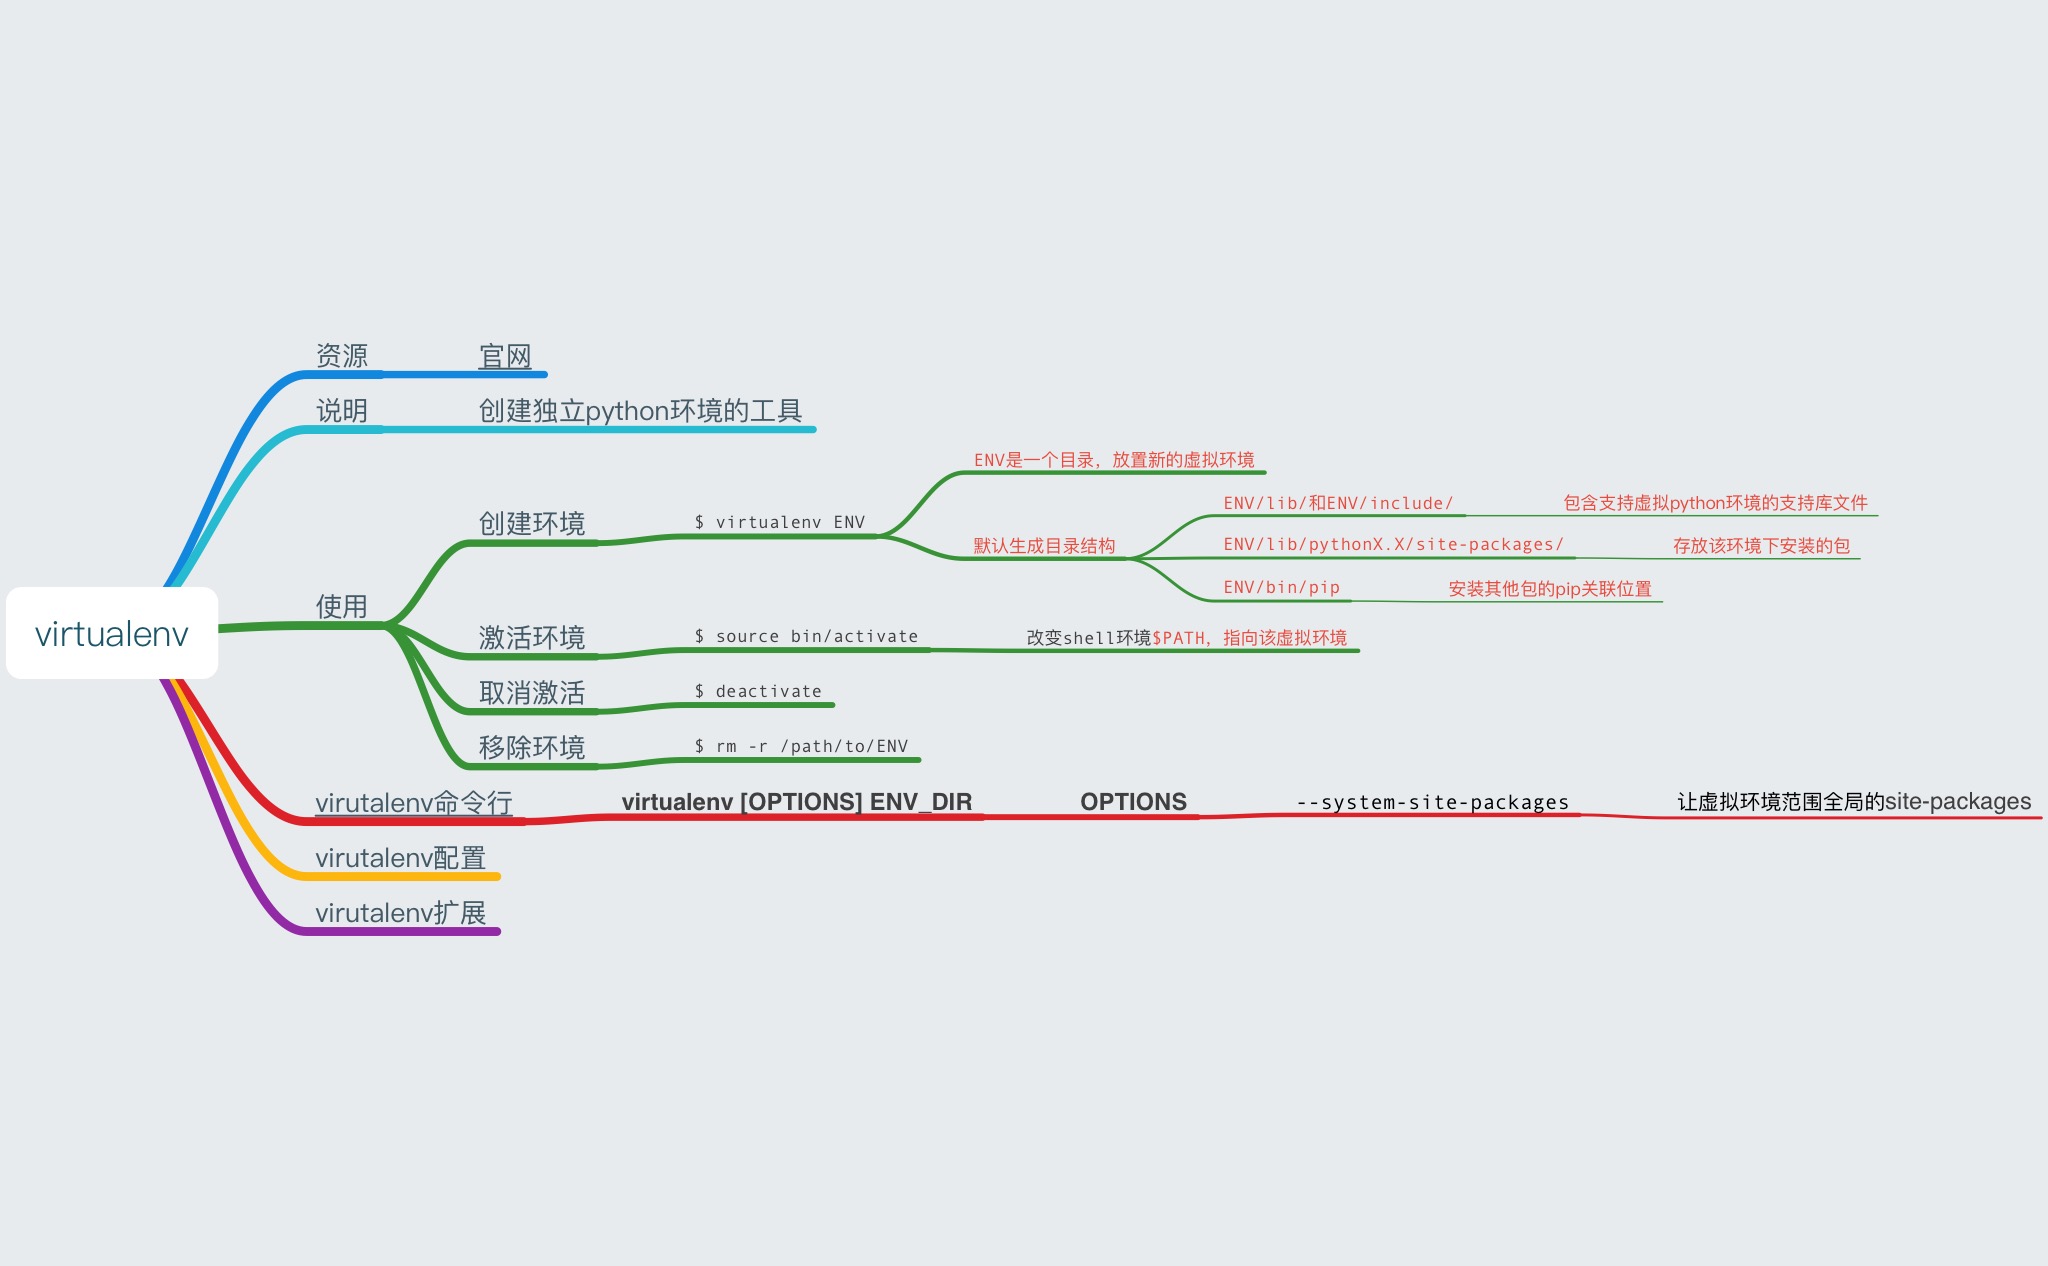 virtualenv
资源
官网
说明
创建独立python环境的工具
使用
创建环境
$ virtualenv ENV
ENV是一个目录，放置新的虚拟环境
默认生成目录结构
ENV/lib/和ENV/include/
包含支持虚拟python环境的支持库文件
ENV/lib/pythonX.X/site-packages/
存放该环境下安装的包
ENV/bin/pip
安装其他包的pip关联位置
激活环境
$ source bin/activate
改变shell环境$PATH，指向该虚拟环境
取消激活
$ deactivate
移除环境
$ rm -r /path/to/ENV
virutalenv命令行
virtualenv [OPTIONS] ENV_DIR
OPTIONS
--system-site-packages
让虚拟环境范围全局的site-packages
virutalenv配置
virutalenv扩展